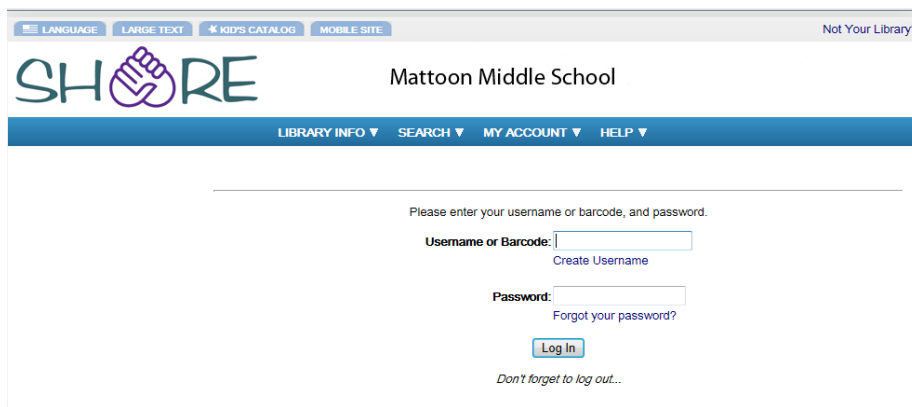 LANGUAGE LARGE TEXT KID'S CATALOG MOBILE SITE Not Your Library?
SHARE Mattoon Middle School
LIBRARY INFO ▼ SEARCH ▼ MY ACCOUNT ▼ HELP ▼
Please enter your username or barcode, and password.
Username or Barcode:
Create Username
Password:
Forgot your password?
Log In
Don't forget to log out...